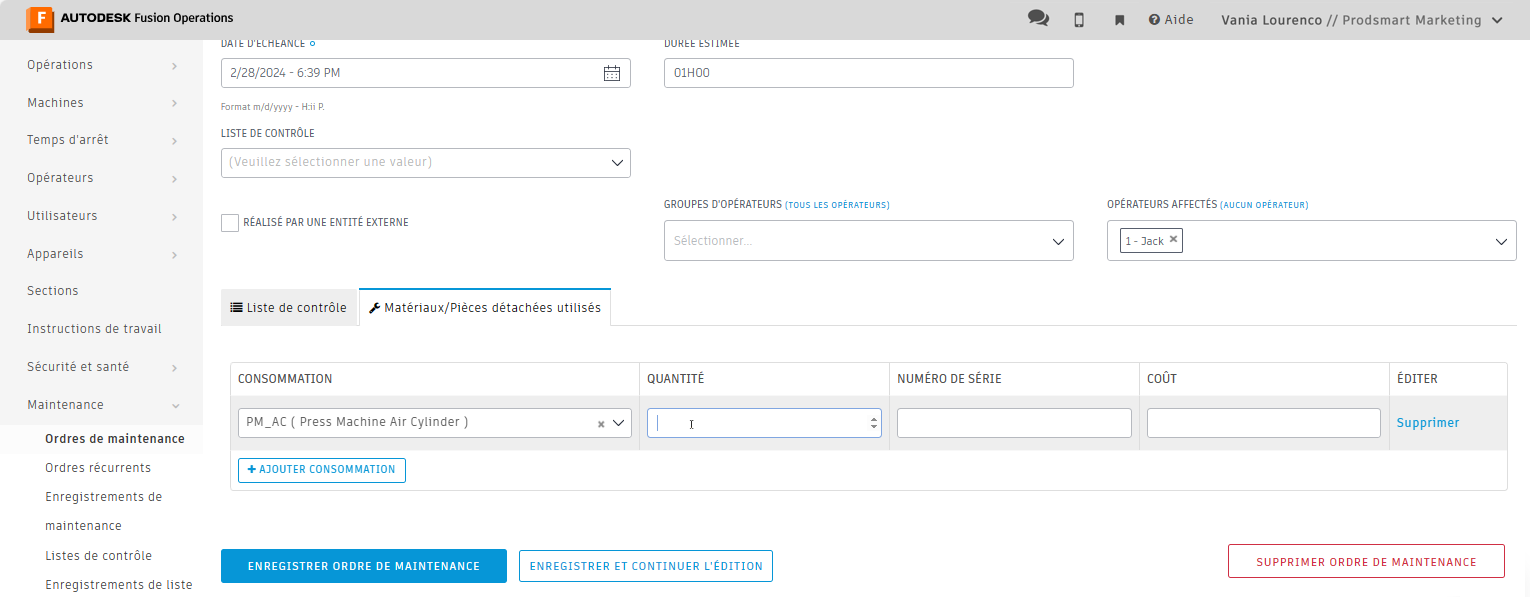 F AUTODESK Fusion Operations
Aide
Vania Lourenco // Prodsmart Marketing
Opérations
Machines
Temps d'arrêt
Opérateurs
Utilisateurs
Appareils
Sections
Instructions de travail
Sécurité et santé
Maintenance
Ordres de maintenance
Ordres récurrents
Enregistrements de
maintenance
Listes de contrôle
Enregistrements de liste
DATE D'ÉCHÉANCE
2/28/2024 - 6:39 PM
Format m/d/yyyy - H:ii P.
DURÉE ESTIMÉE
01H00
LISTE DE CONTRÔLE
(Veuillez sélectionner une valeur)
RÉALISÉ PAR UNE ENTITÉ EXTERNE
GROUPES D'OPÉRATEURS (TOUS LES OPÉRATEURS)
Sélectionner...
OPÉRATEURS AFFECTÉS (AUCUN OPÉRATEUR)
1 - Jack ×
Liste de contrôle
Matériaux/Pièces détachées utilisés
CONSOMMATION QUANTITÉ NUMÉRO DE SÉRIE COÛT ÉDITER
PM_AC ( Press Machine Air Cylinder ) × Supprimer
+ AJOUTER CONSOMMATION
ENREGISTRER ORDRE DE MAINTENANCE
ENREGISTRER ET CONTINUER L'ÉDITION
SUPPRIMER ORDRE DE MAINTENANCE